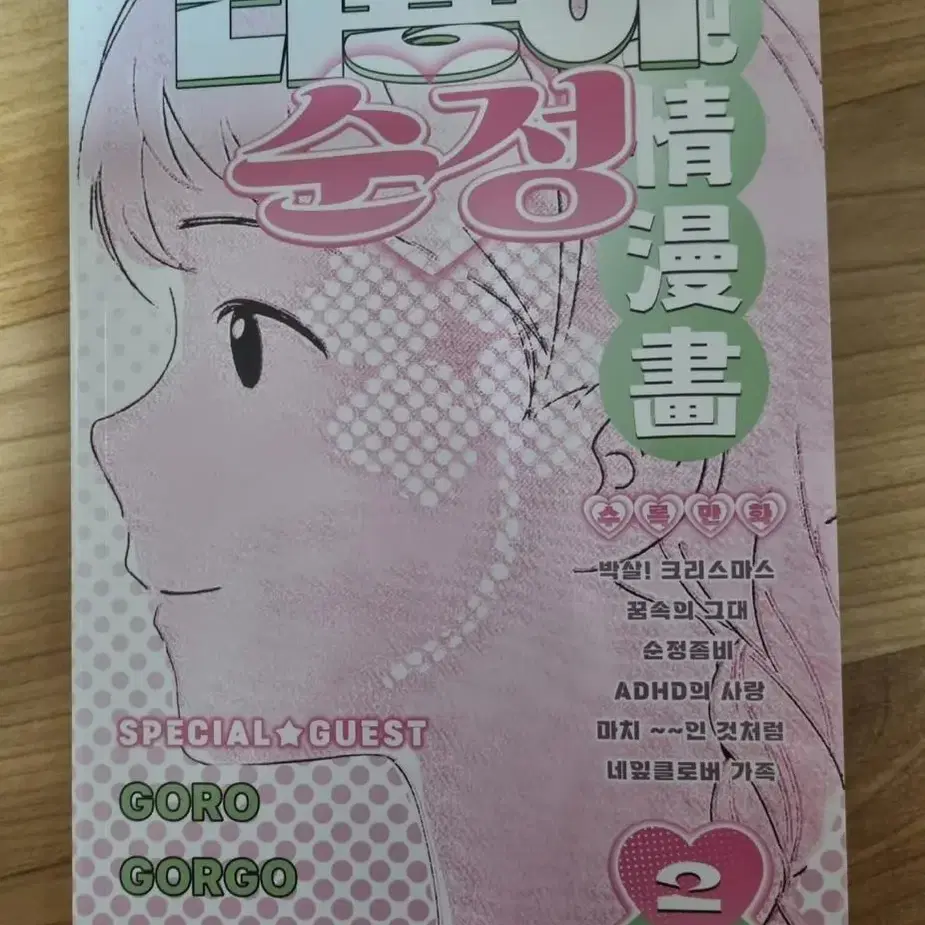 순정
情漫畫
수록만화
박살! 크리스마스
꿈속의 그대
순정좀비
ADHD의 사랑
마치 ~~인 것처럼
네잎클로버 가족
SPECIAL★GUEST
GORO
GORGO